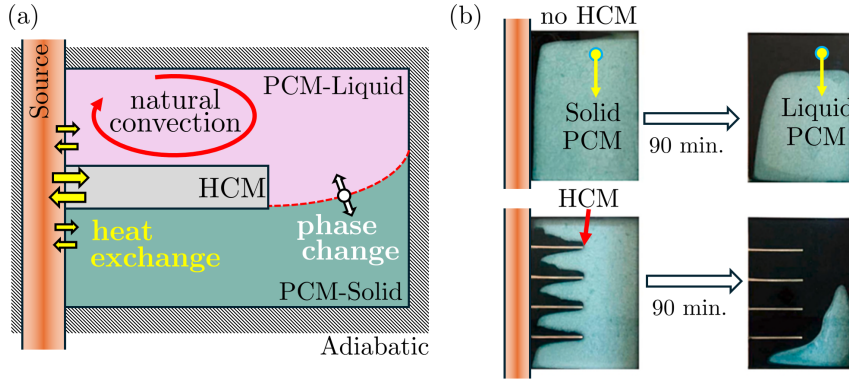 (a)
Source
natural
convection
PCM-Liquid
HCM
heat
exchange
phase
change
PCM-Solid
Adiabatic
(b)
no HCM
Solid
PCM
90 min.
Liquid
PCM
HCM
90 min.